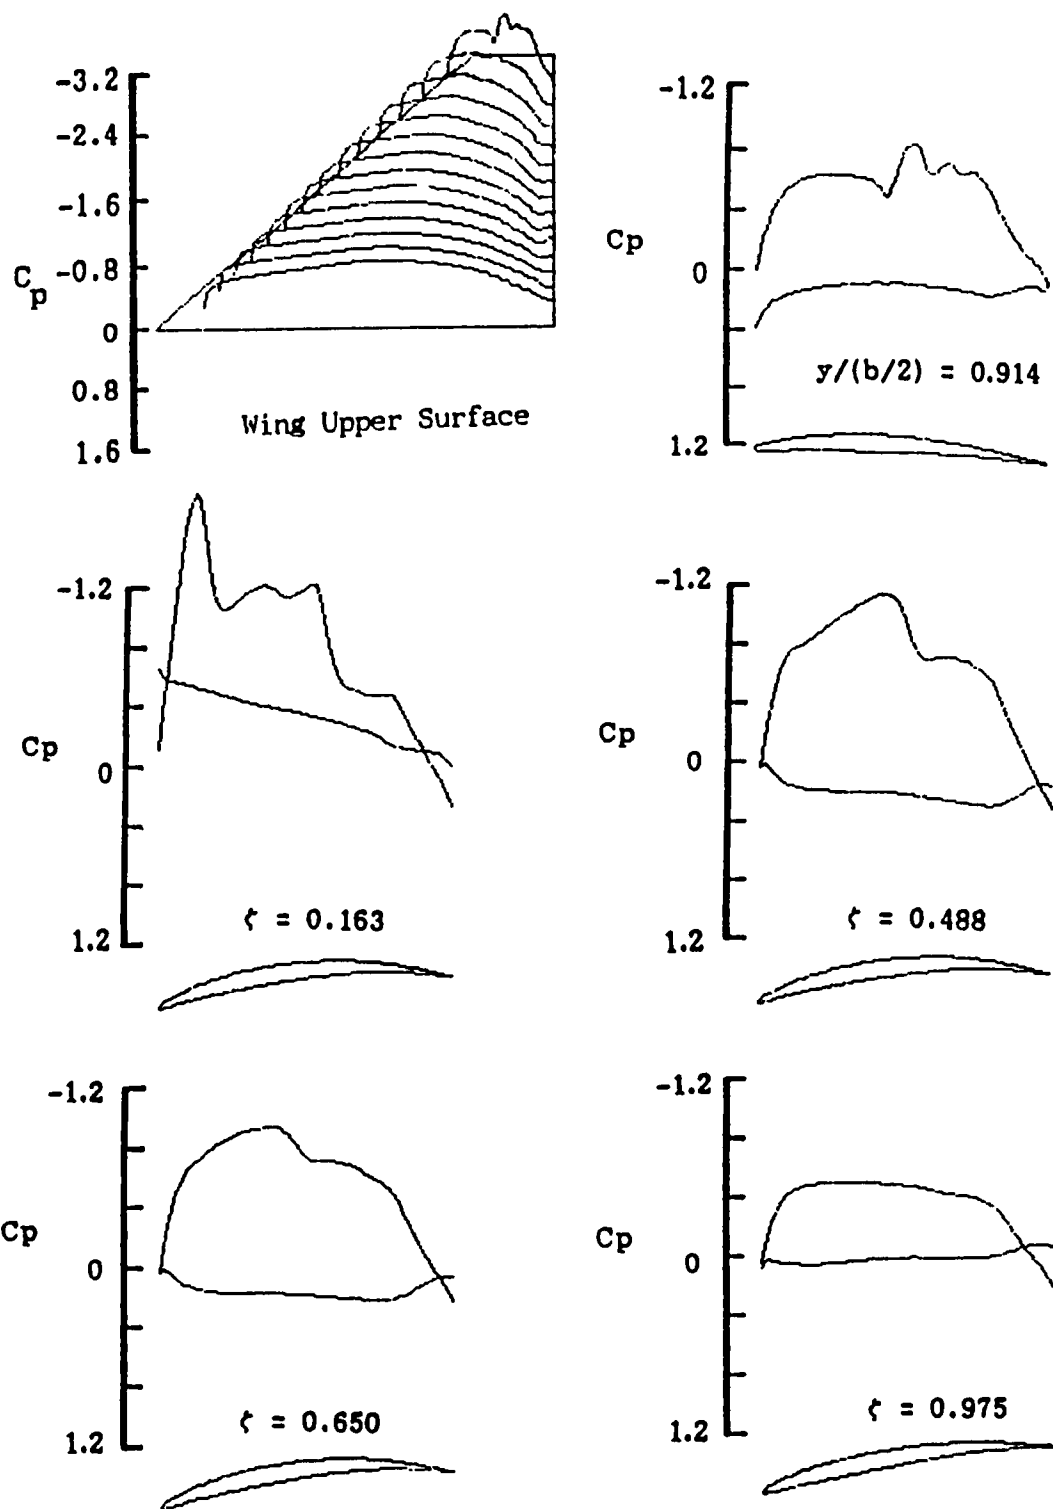 -3.2
-2.4
-1.6
-0.8
Cp
0
0.8
1.6
Wing Upper Surface
-1.2
Cp
0
y/(b/2) = 0.914
1.2
-1.2
Cp
0
ζ = 0.163
1.2
-1.2
Cp
0
ζ = 0.488
1.2
-1.2
Cp
0
ζ = 0.650
1.2
-1.2
Cp
0
ζ = 0.975
1.2